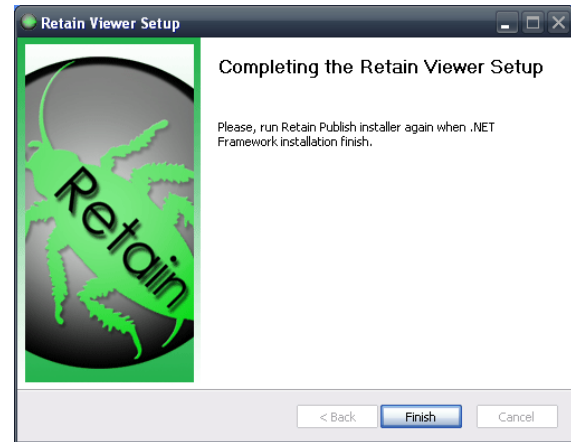 Retain Viewer Setup
Completing the Retain Viewer Setup
Please, run Retain Publish installer again when .NET
Framework installation finish.
Retain
< Back
Finish
Cancel